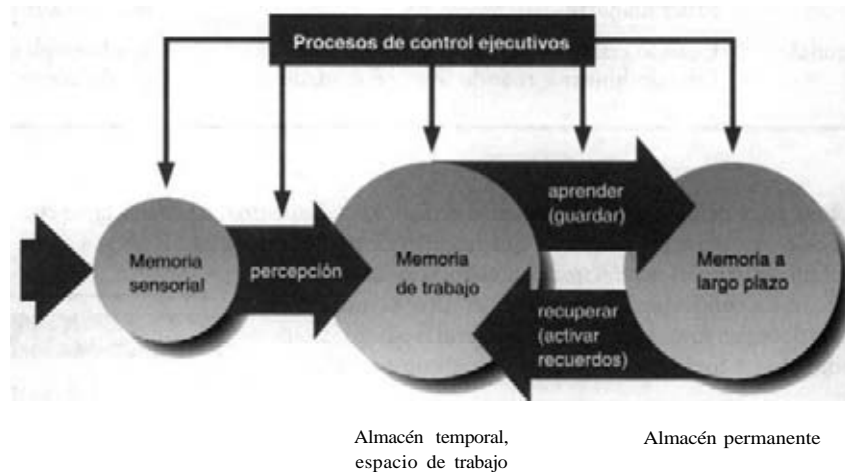 Procesos de control ejecutivos
aprender
(guardar)
Memoria
sensorial
percepción
Memoria
de trabajo
Memoria a
largo plazo
recuperar
(activar
recuerdos)
Almacén temporal,
espacio de trabajo
Almacén permanente